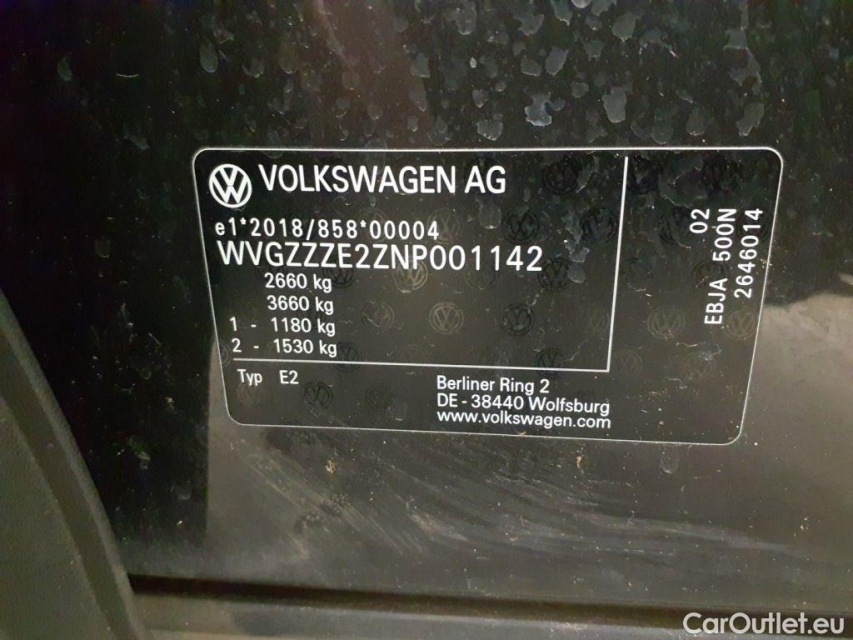 VOLKSWAGEN AG
e1*2018/858*00004
WVGZZZE2ZNP001142
2660 kg
3660 kg
1 - 1180 kg
2 - 1530 kg
Typ E2
Berliner Ring 2
DE - 38440 Wolfsburg
www.volkswagen.com
02
EBJA 500N
2646014
CarOutlet.eu